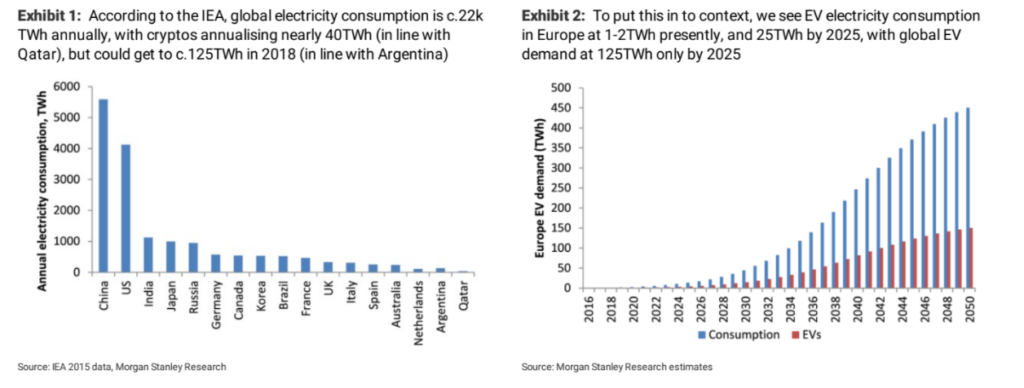 Exhibit 1: According to the IEA, global electricity consumption is c.22k
TWh annually, with cryptos annualising nearly 40TWh (in line with
Qatar), but could get to c.125TWh in 2018 (in line with Argentina)
Annual electricity consumption, TWh
6000
5000
4000
3000
2000
1000
0
China
US
India
Japan
Russia
Germany
Canada
Korea
Brazil
France
UK
Italy
Spain
Australia
Netherlands
Argentina
Qatar
Source: IEA 2015 data, Morgan Stanley Research
Exhibit 2: To put this in to context, we see EV electricity consumption
in Europe at 1-2TWh presently, and 25TWh by 2025, with global EV
demand at 125TWh only by 2025
Europe EV demand (TWh)
500
450
400
350
300
250
200
150
100
50
0
2016
2018
2020
2022
2024
2026
2028
2030
2032
2034
2036
2038
2040
2042
2044
2046
2048
2050
Consumption
EVs
Source: Morgan Stanley Research estimates